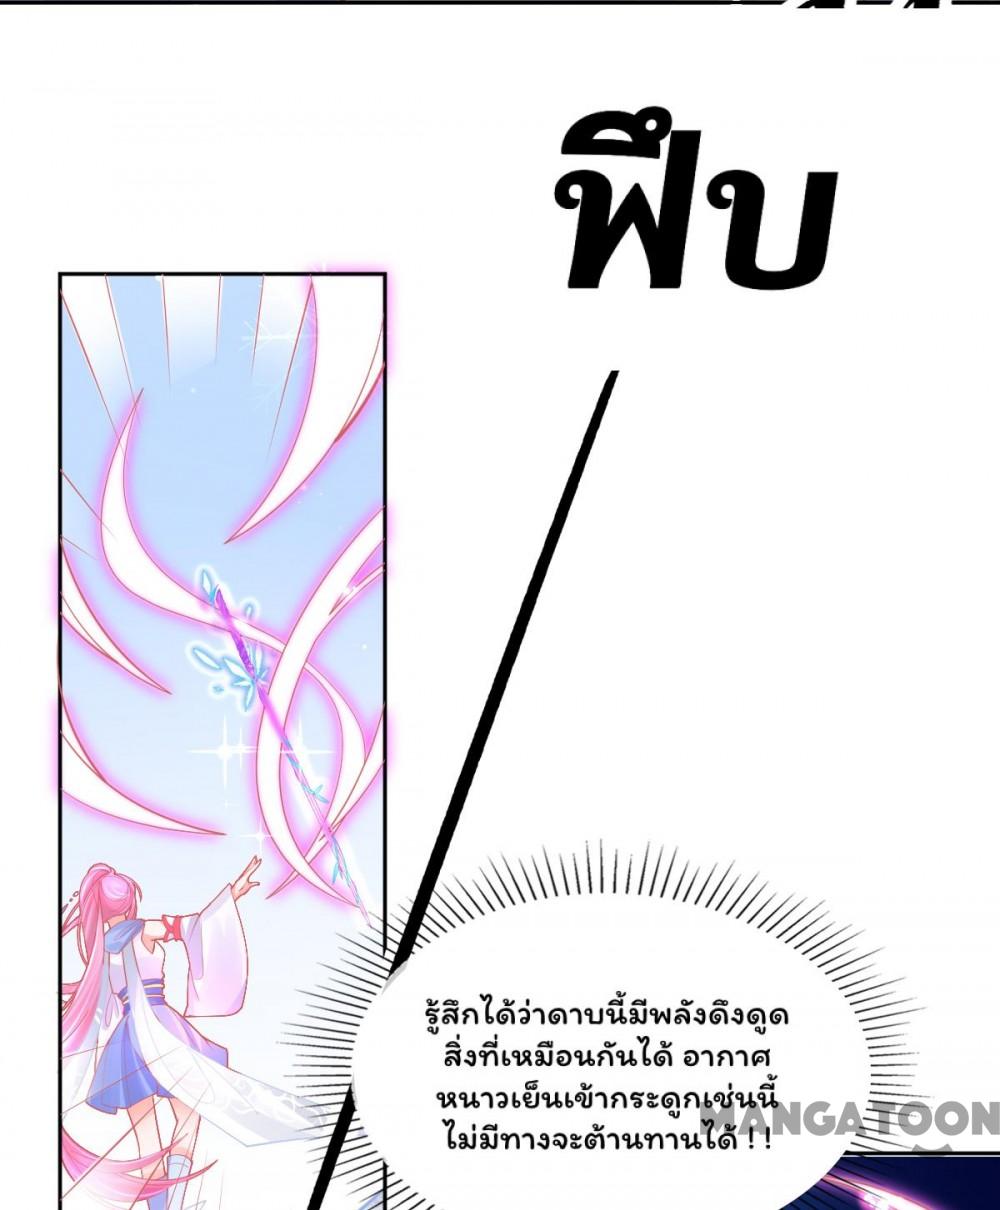 ฟึบ
รู้สึกได้ว่าดาบนี้มีพลังดึงดูด
สิ่งที่เหมือนกันได้ อากาศ
หนาวเย็นเข้ากระดูกเช่นนี้
ไม่มีทางจะต้านทานได้ ! !
MANGATOON